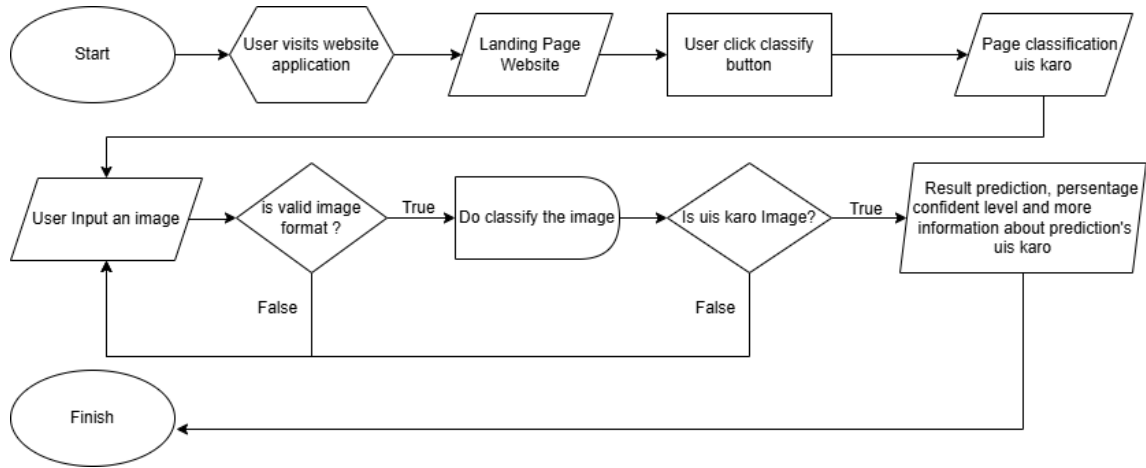 Start
User visits website
application
Landing Page
Website
User click classify
button
Page classification
uis karo
User Input an image
is valid image
format ?
True
Do classify the image
Is uis karo Image?
True
Result prediction, persentage
confident level and more
information about prediction's
uis karo
False
False
Finish